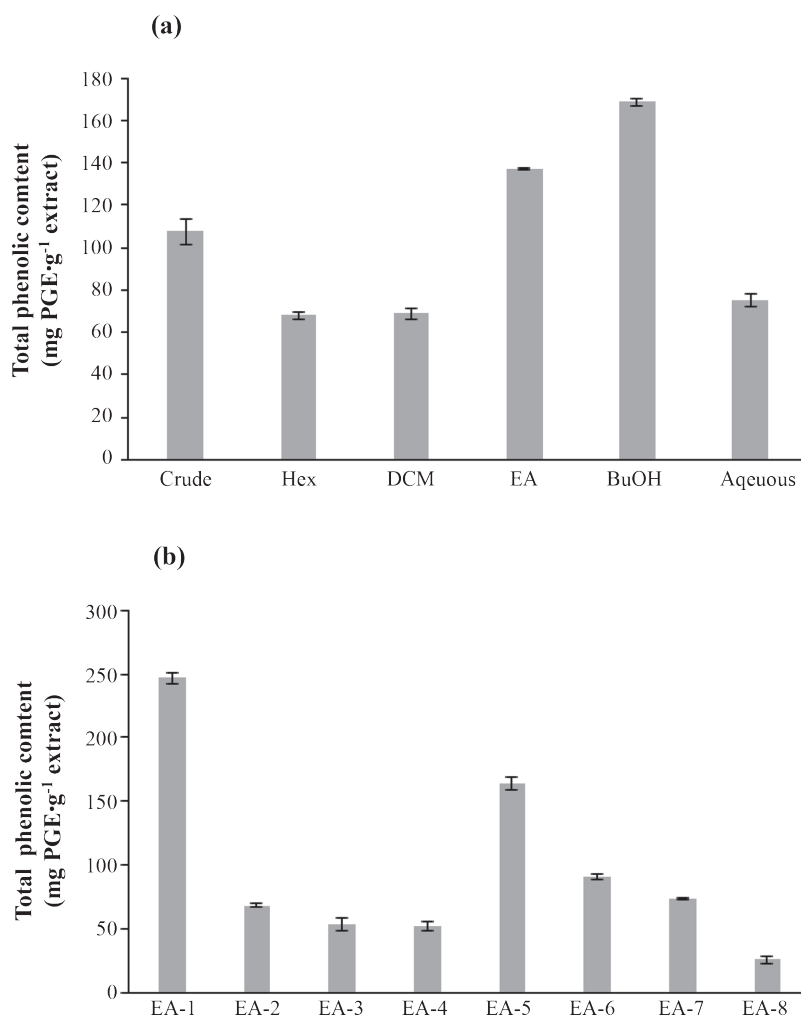 (a)
Total phenolic comtent
(mg PGE•g⁻¹ extract)
180
160
140
120
100
80
60
40
20
0
Crude Hex DCM EA BuOH Aqeuous
(b)
Total phenolic comtent
(mg PGE•g⁻¹ extract)
300
250
200
150
100
50
0
EA-1 EA-2 EA-3 EA-4 EA-5 EA-6 EA-7 EA-8